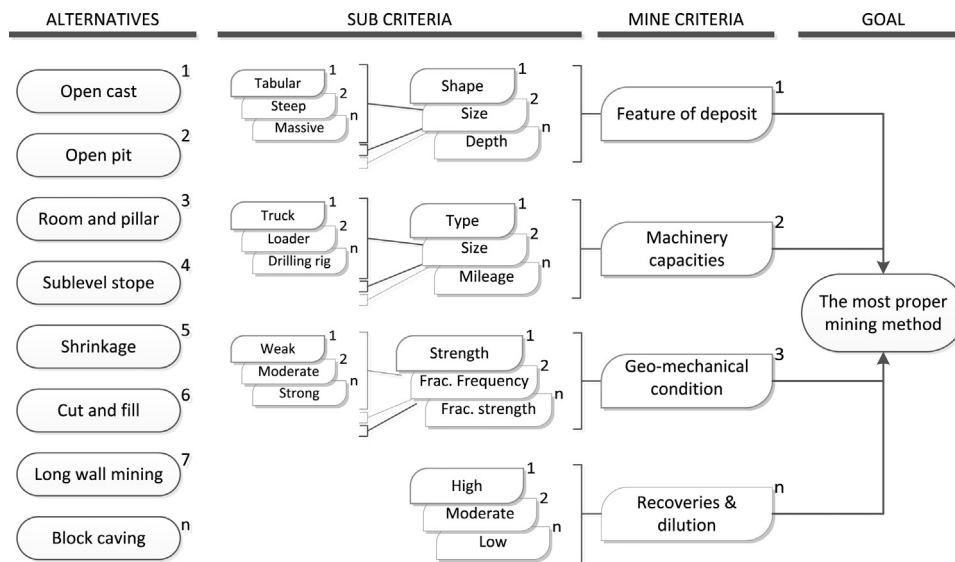 ALTERNATIVES
SUB CRITERIA
MINE CRITERIA
GOAL
Open cast
1
Open pit
2
Room and pillar
3
Sublevel stope
4
Shrinkage
5
Cut and fill
6
Long wall mining
7
Block caving
n
Tabular
1
Steep
2
Massive
n
Shape
1
Size
2
Depth
n
Feature of deposit
1
Truck
1
Loader
2
Drilling rig
n
Type
1
Size
2
Mileage
n
Machinery
capacities
2
Weak
1
Moderate
2
Strong
n
Strength
1
Frac. Frequency
2
Frac. strength
n
Geo-mechanical
condition
3
High
1
Moderate
2
Low
n
Recoveries &
dilution
n
The most proper
mining method